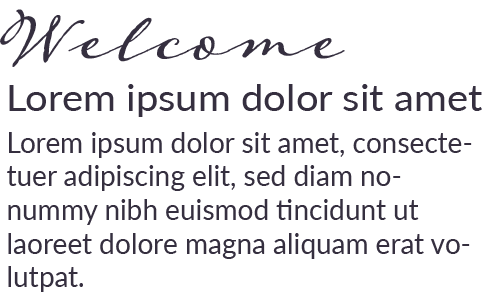 Welcome
Lorem ipsum dolor sit amet
Lorem ipsum dolor sit amet, consecte-
tuer adipiscing elit, sed diam no-
nummy nibh euismod tincidunt ut
laoreet dolore magna aliquam erat vo-
lutpat.